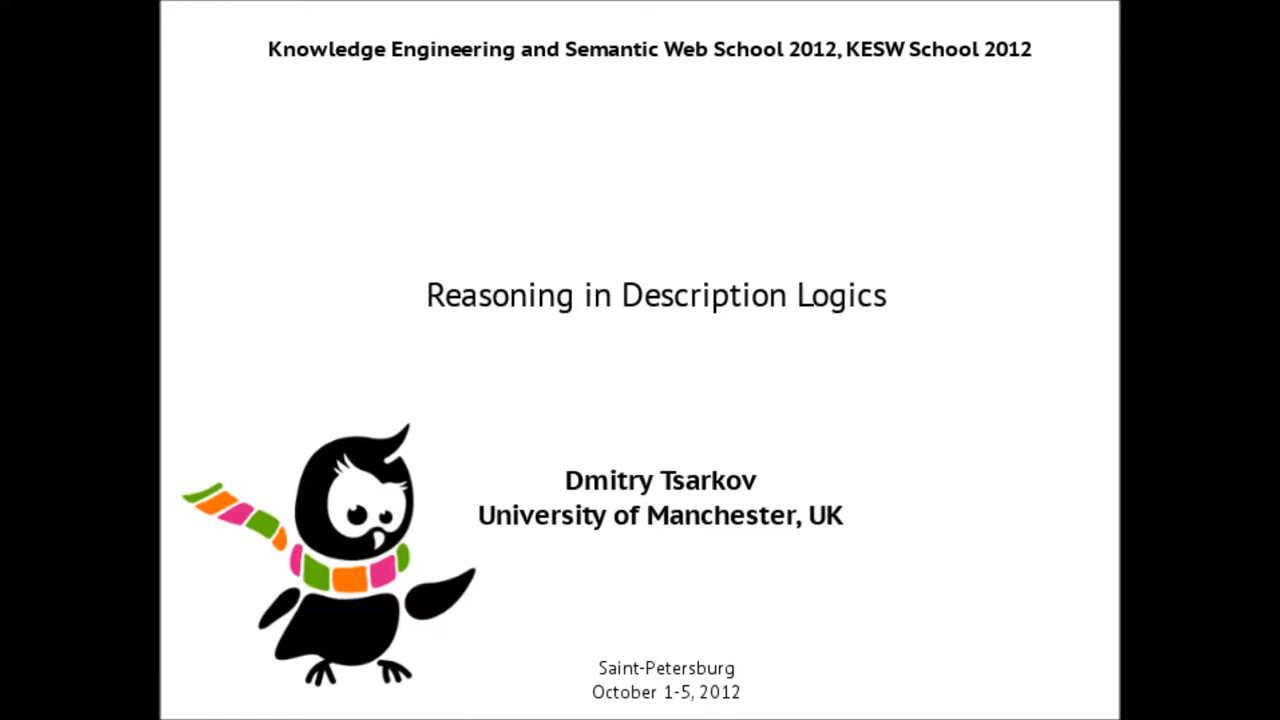 Knowledge Engineering and Semantic Web School 2012, KESW School 2012
Reasoning in Description Logics
Dmitry Tsarkov
University of Manchester, UK
Saint-Petersburg
October 1-5, 2012